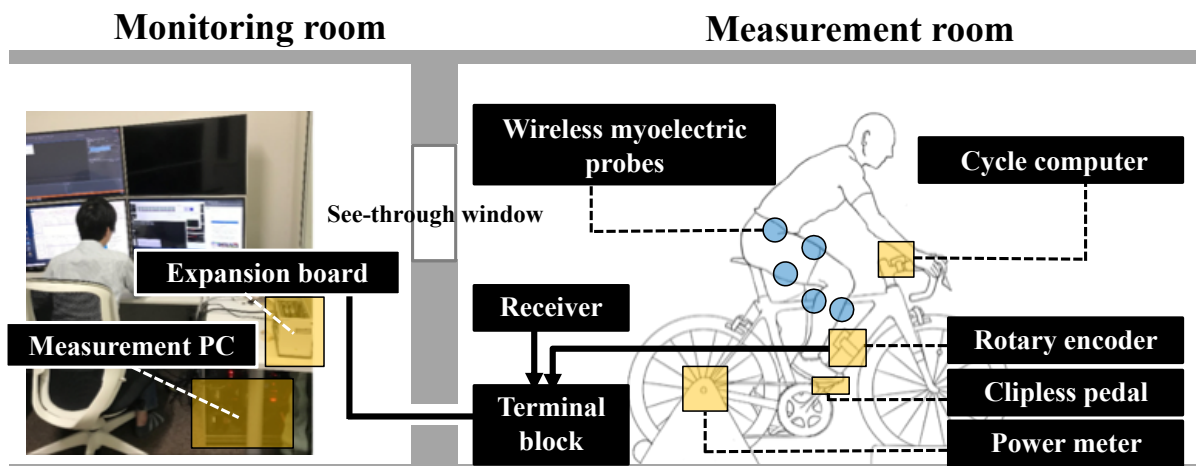 Monitoring room
Measurement room
Wireless myoelectric
probes
Cycle computer
See-through window
Expansion board
Receiver
Measurement PC
Rotary encoder
Clipless pedal
Terminal
block
Power meter